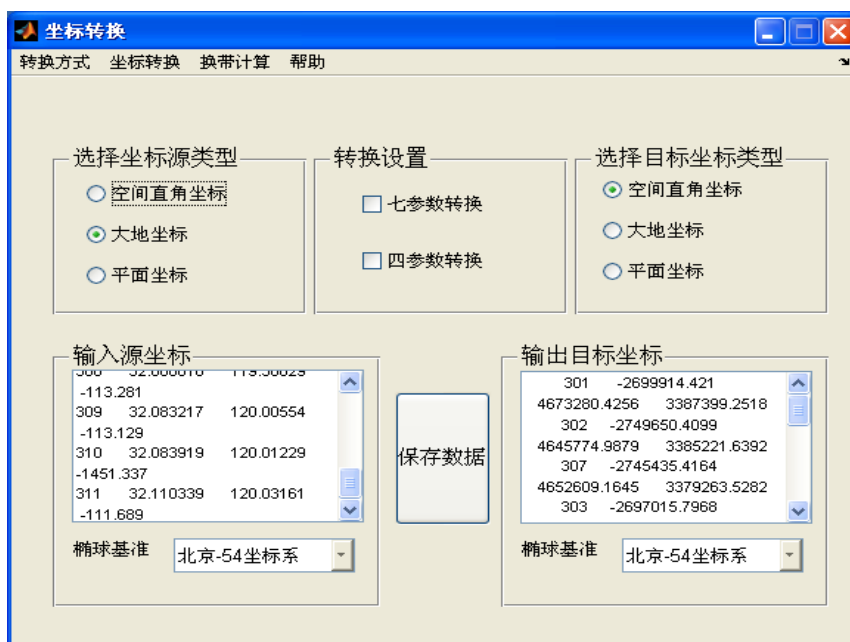 坐标转换
转换方式 坐标转换 换带计算 帮助
选择坐标源类型
空间直角坐标
大地坐标
平面坐标
转换设置
七参数转换
四参数转换
选择目标坐标类型
空间直角坐标
大地坐标
平面坐标
输入源坐标
-113.281
309 32.083217 120.00554
-113.129
310 32.083919 120.01229
-1451.337
311 32.110339 120.03161
-111.689
椭球基准 北京-54坐标系
保存数据
输出目标坐标
301 -2699914.421
4673280.4256 3387399.2518
302 -2749650.4099
4645774.9879 3385221.6392
307 -2745435.4164
4652609.1645 3379263.5282
303 -2697015.7968
椭球基准 北京-54坐标系